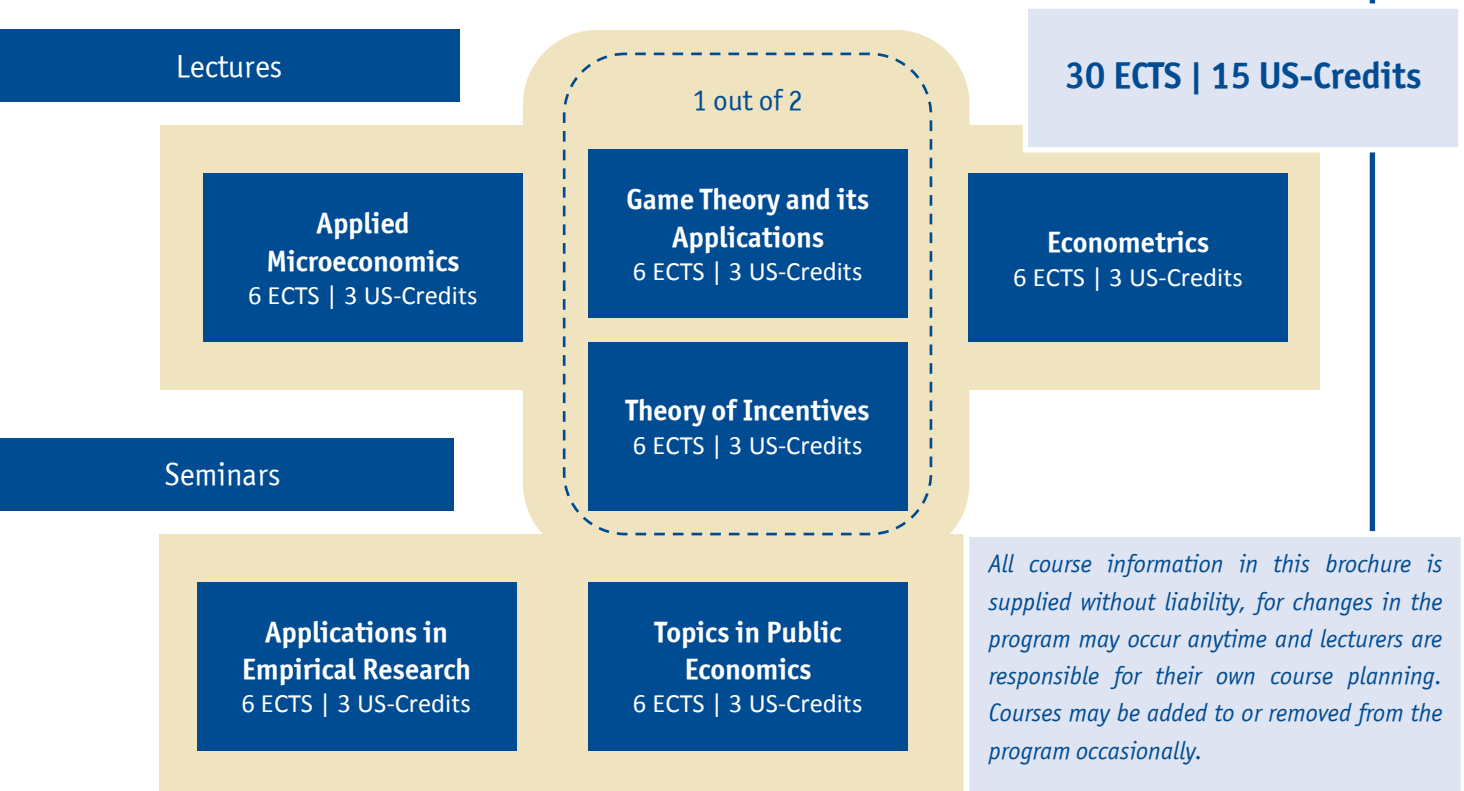 Lectures
30 ECTS | 15 US-Credits
1 out of 2
Applied
Microeconomics
6 ECTS | 3 US-Credits
Game Theory and its
Applications
6 ECTS | 3 US-Credits
Econometrics
6 ECTS | 3 US-Credits
Theory of Incentives
6 ECTS | 3 US-Credits
Seminars
Applications in
Empirical Research
6 ECTS | 3 US-Credits
Topics in Public
Economics
6 ECTS | 3 US-Credits
All course information in this brochure is
supplied without liability, for changes in the
program may occur anytime and lecturers are
responsible for their own course planning.
Courses may be added to or removed from the
program occasionally.